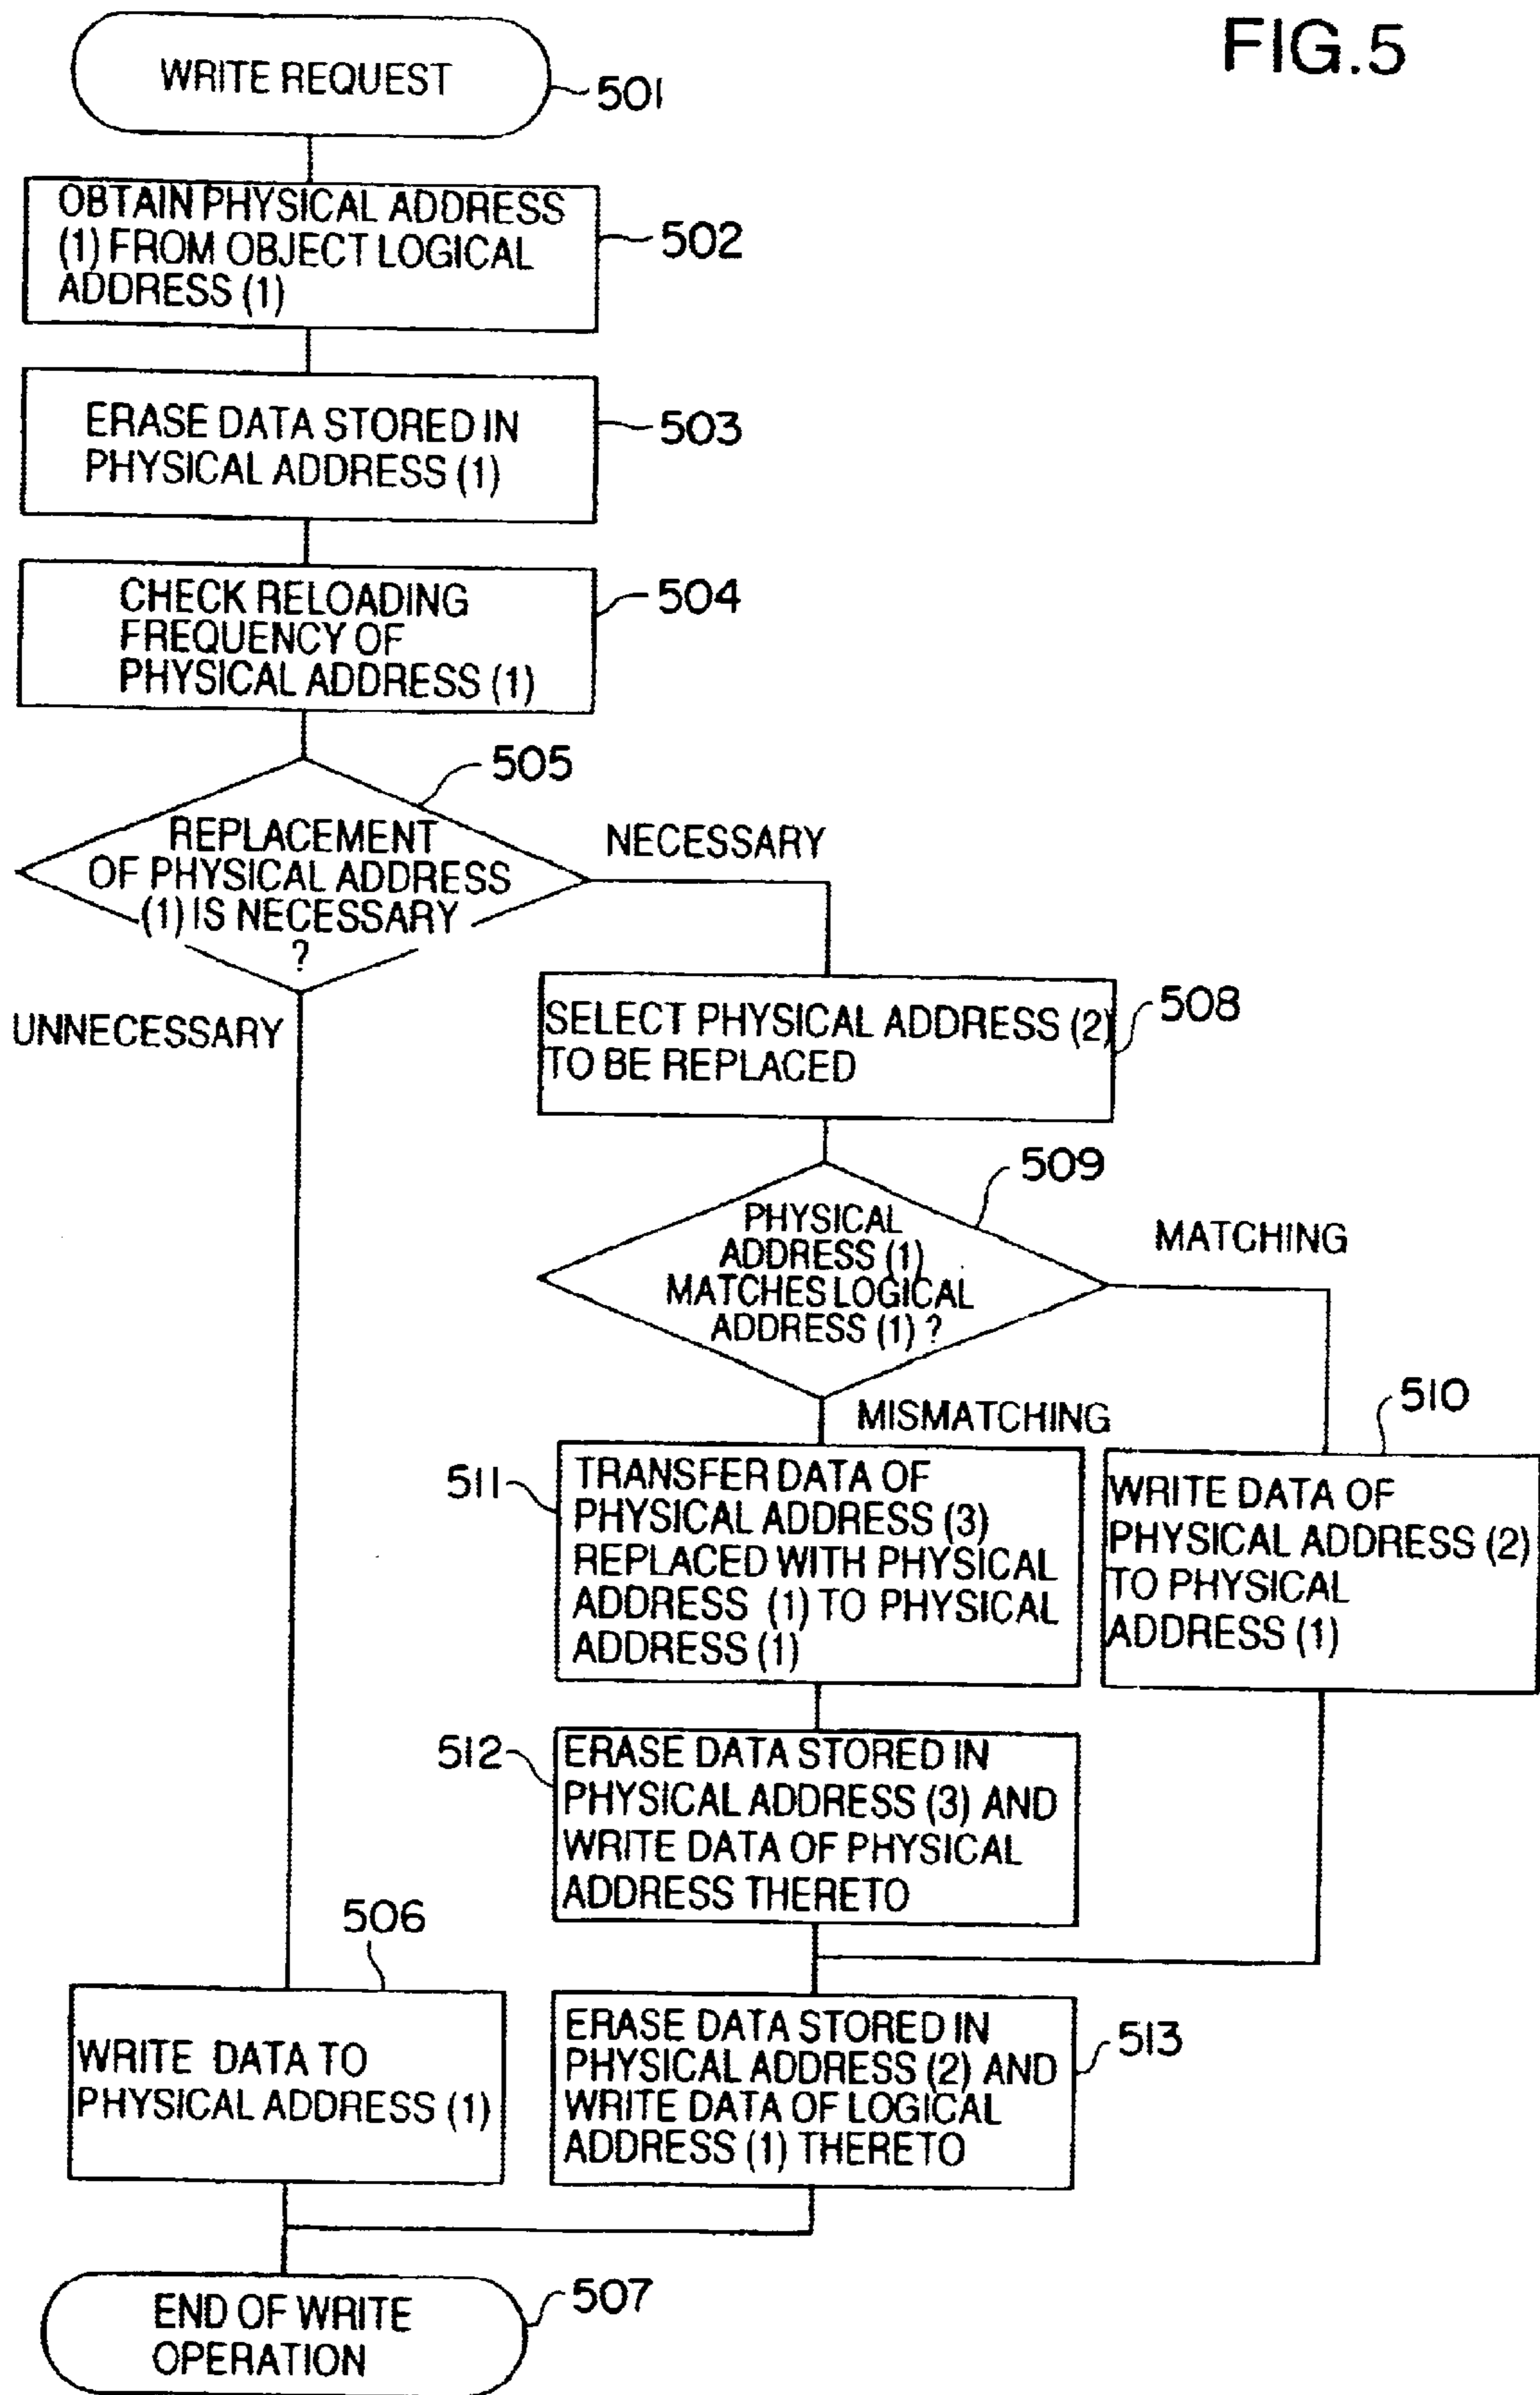 FIG.5
WRITE REQUEST
501
OBTAIN PHYSICAL ADDRESS
(1) FROM OBJECT LOGICAL
ADDRESS (1)
502
ERASE DATA STORED IN
PHYSICAL ADDRESS (1)
503
CHECK RELOADING
FREQUENCY OF
PHYSICAL ADDRESS (1)
504
505
REPLACEMENT
OF PHYSICAL ADDRESS
(1) IS NECESSARY
?
NECESSARY
UNNECESSARY
SELECT PHYSICAL ADDRESS (2)
TO BE REPLACED
508
509
PHYSICAL
ADDRESS (1)
MATCHES LOGICAL
ADDRESS (1) ?
MATCHING
MISMATCHING
510
511
TRANSFER DATA OF
PHYSICAL ADDRESS (3)
REPLACED WITH PHYSICAL
ADDRESS (1) TO PHYSICAL
ADDRESS (1)
WRITE DATA OF
PHYSICAL ADDRESS (2)
TO PHYSICAL
ADDRESS (1)
512
ERASE DATA STORED IN
PHYSICAL ADDRESS (3) AND
WRITE DATA OF PHYSICAL
ADDRESS THERETO
506
WRITE DATA TO
PHYSICAL ADDRESS (1)
ERASE DATA STORED IN
PHYSICAL ADDRESS (2) AND
WRITE DATA OF LOGICAL
ADDRESS (1) THERETO
513
END OF WRITE
OPERATION
507